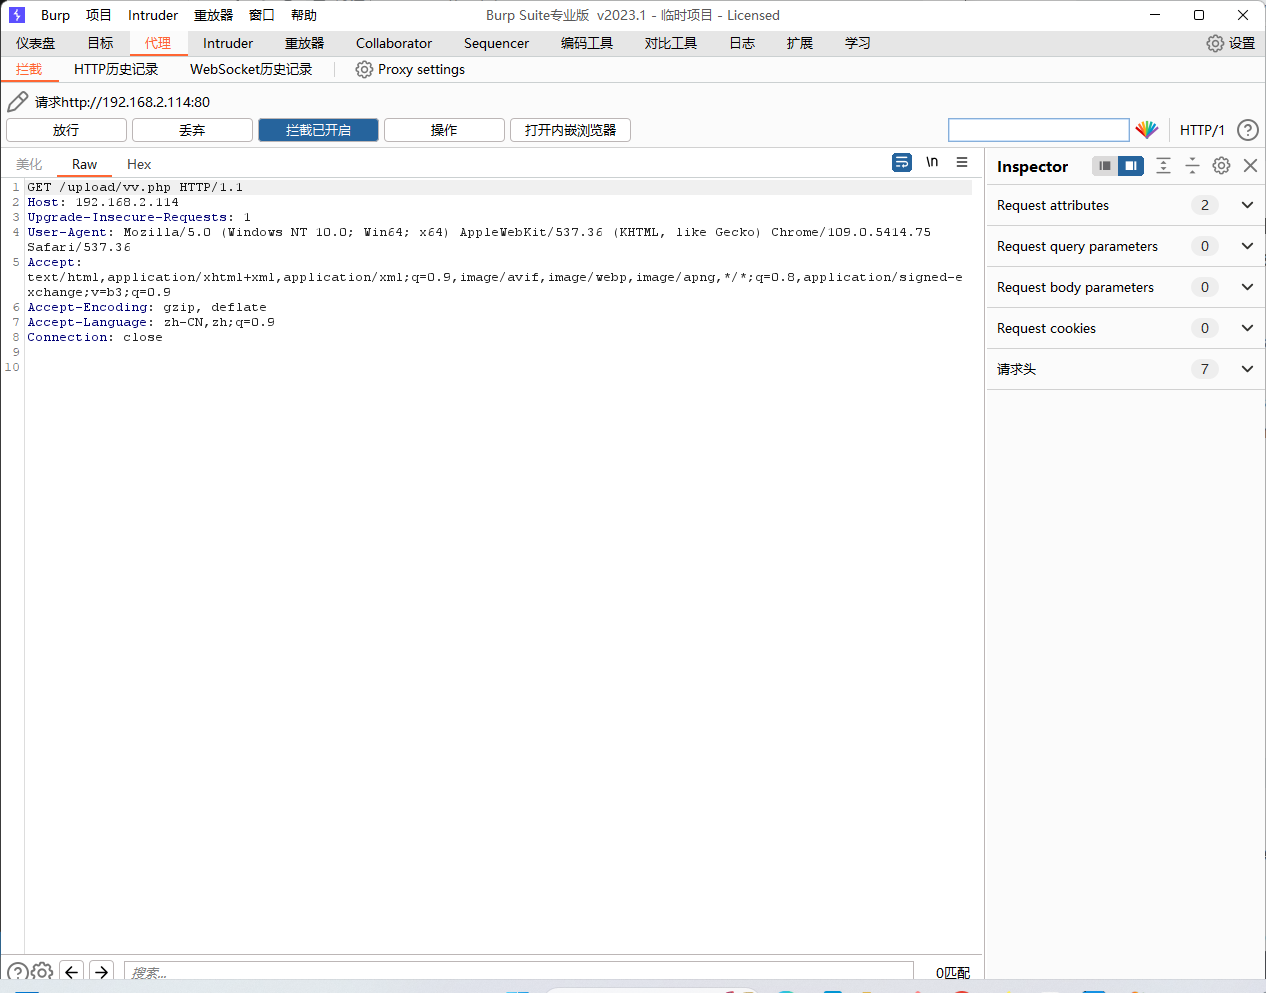 Burp 项目 Intruder 重放器 窗口 帮助 Burp Suite专业版 v2023.1 - 临时项目 - Licensed
仪表盘 目标 代理 Intruder 重放器 Collaborator Sequencer 编码工具 对比工具 日志 扩展 学习 设置
拦截 HTTP历史记录 WebSocket历史记录 Proxy settings
请求http://192.168.2.114:80
放行 丢弃 拦截已开启 操作 打开内嵌浏览器 HTTP/1 ?
美化 Raw Hex \n
1 GET /upload/vv.php HTTP/1.1
2 Host: 192.168.2.114
3 Upgrade-Insecure-Requests: 1
4 User-Agent: Mozilla/5.0 (Windows NT 10.0; Win64; x64) AppleWebKit/537.36 (KHTML, like Gecko) Chrome/109.0.5414.75
Safari/537.36
5 Accept:
text/html,application/xhtml+xml,application/xml;q=0.9,image/avif,image/webp,image/apng,*/*;q=0.8,application/signed-e
xchange;v=b3;q=0.9
6 Accept-Encoding: gzip, deflate
7 Accept-Language: zh-CN,zh;q=0.9
8 Connection: close
9
10
Inspector
Request attributes 2
Request query parameters 0
Request body parameters 0
Request cookies 0
请求头 7
? 搜索... 0匹配